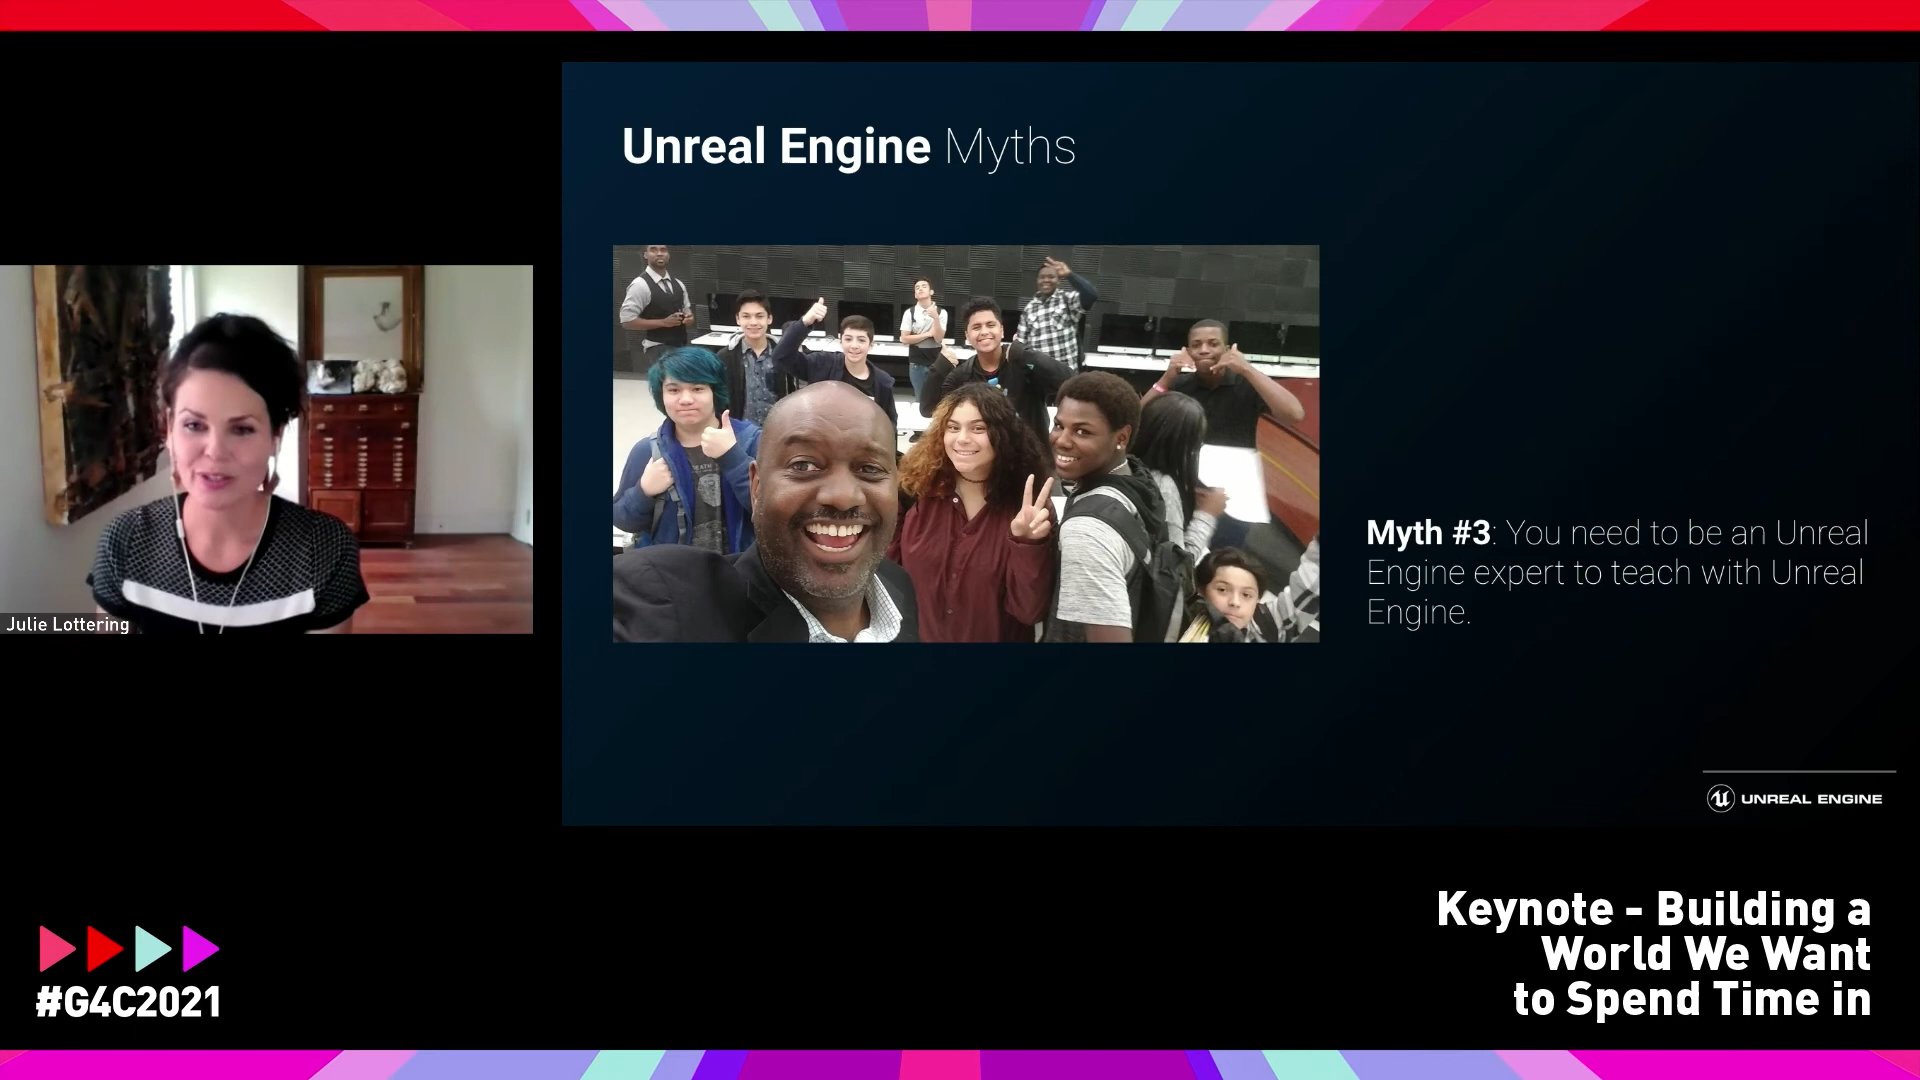 Unreal Engine Myths
Julie Lottering
Myth #3: You need to be an Unreal
Engine expert to teach with Unreal
Engine.
UNREAL ENGINE
#G4C2021
Keynote - Building a
World We Want
to Spend Time in